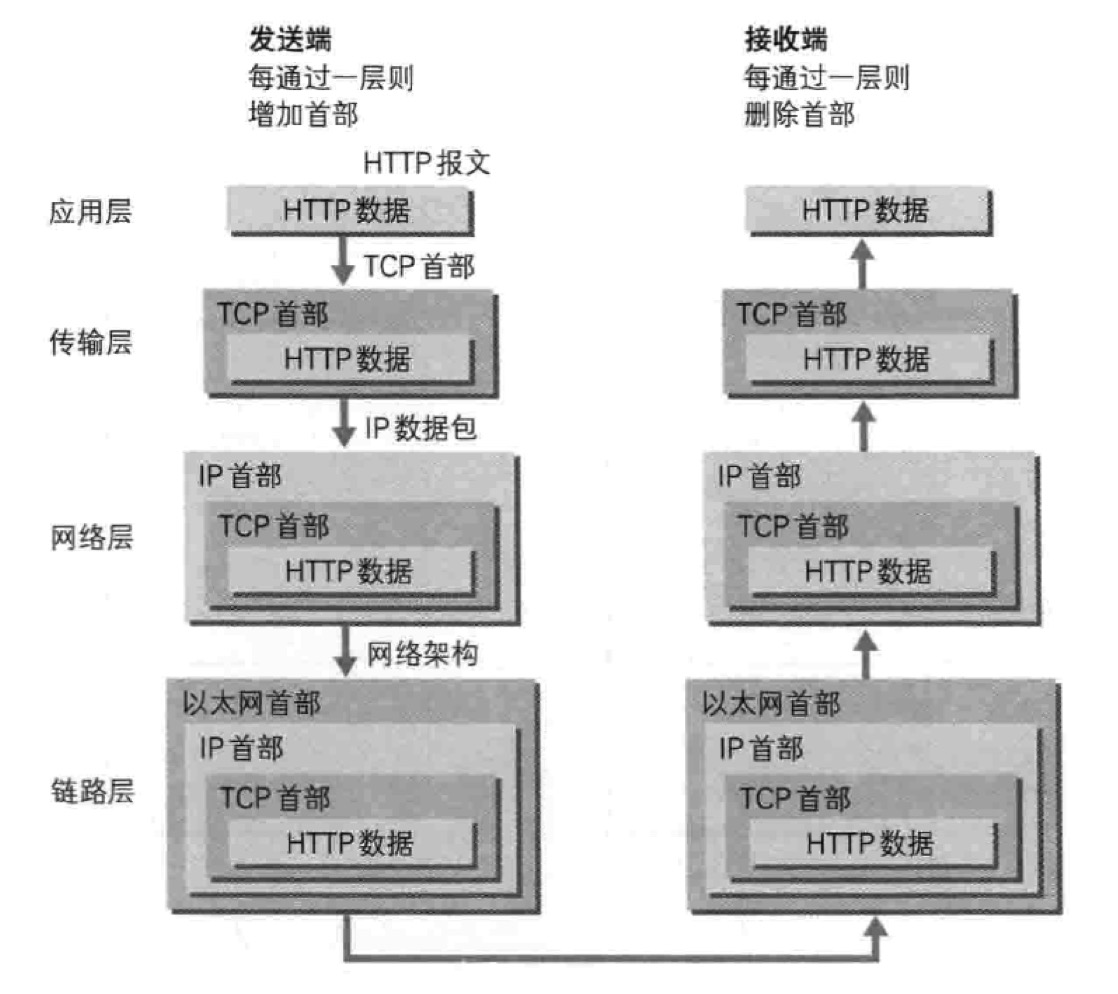 发送端
每通过一层则
增加首部
接收端
每通过一层则
删除首部
HTTP 报文
应用层
HTTP 数据
HTTP 数据
TCP 首部
传输层
TCP 首部
HTTP 数据
TCP 首部
HTTP 数据
IP 数据包
网络层
IP 首部
TCP 首部
HTTP 数据
IP 首部
TCP 首部
HTTP 数据
网络架构
链路层
以太网首部
IP 首部
TCP 首部
HTTP 数据
以太网首部
IP 首部
TCP 首部
HTTP 数据